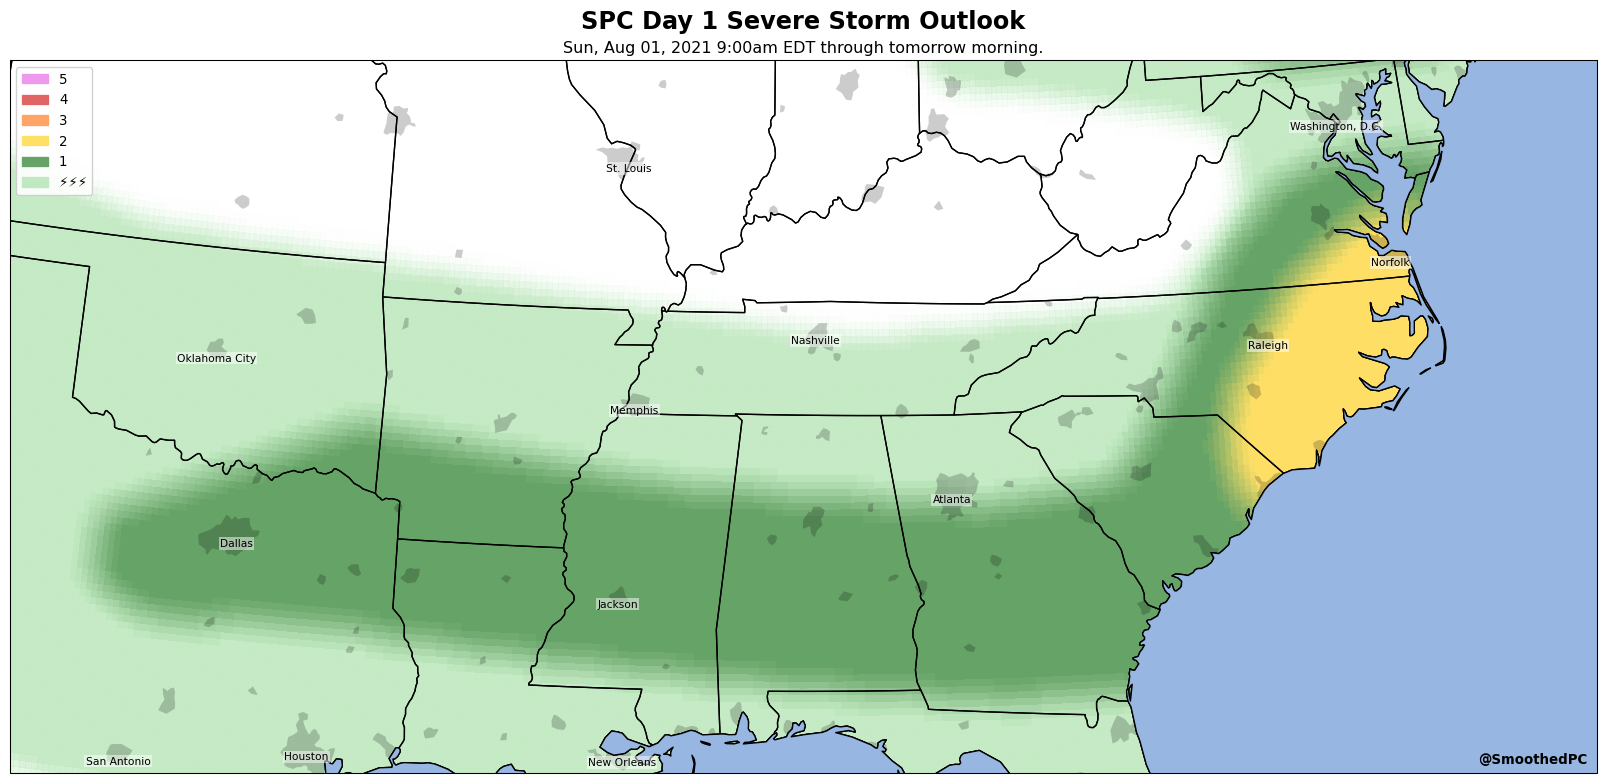 SPC Day 1 Severe Storm Outlook
Sun, Aug 01, 2021 9:00am EDT through tomorrow morning.
5
4
3
2
1
⚡⚡⚡
Washington, D.C.
St. Louis
Norfolk
Nashville
Raleigh
Oklahoma City
Memphis
Atlanta
Dallas
Jackson
Houston
San Antonio
New Orleans
@SmoothedPC